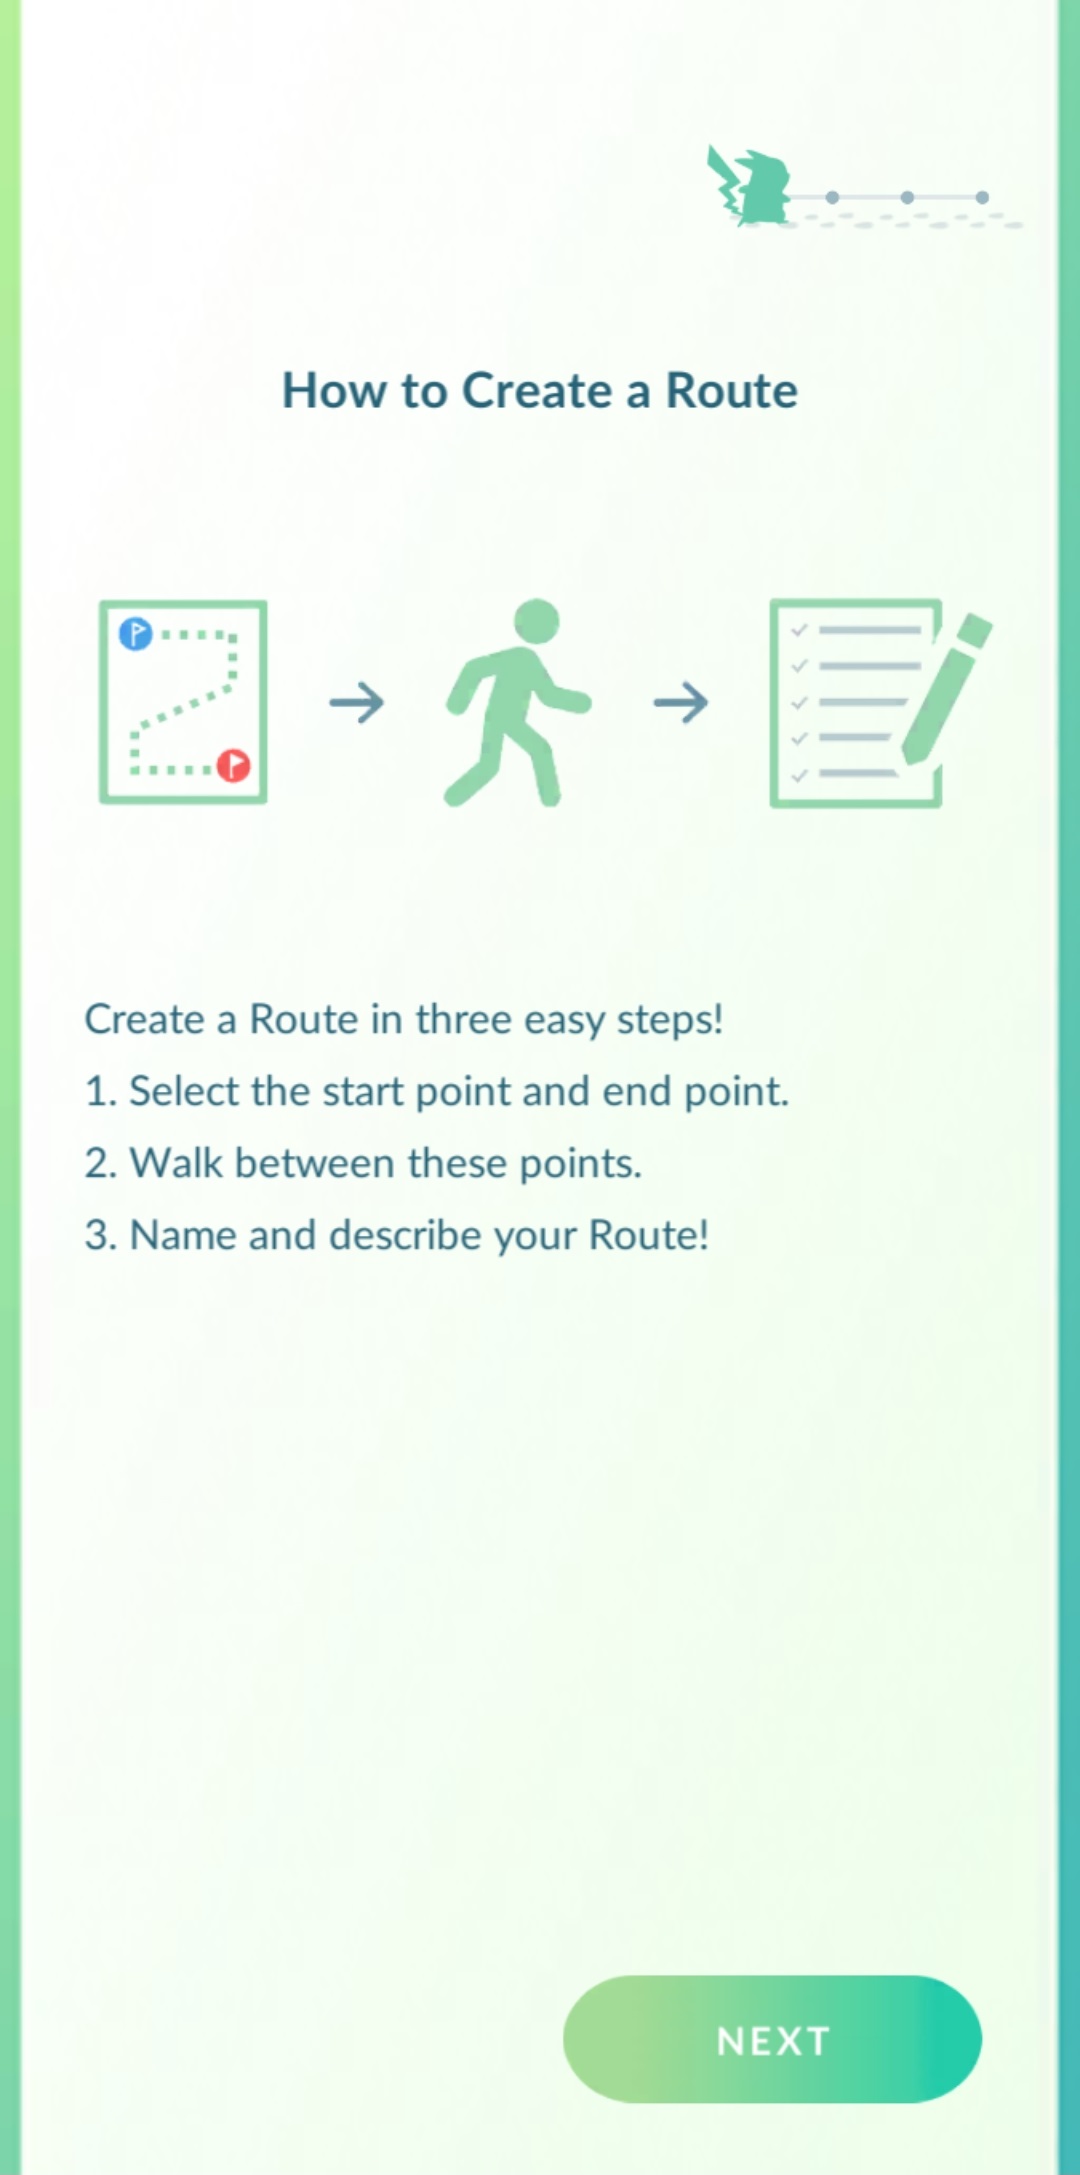 How to Create a Route
Create a Route in three easy steps!
1. Select the start point and end point.
2. Walk between these points.
3. Name and describe your Route!
NEXT